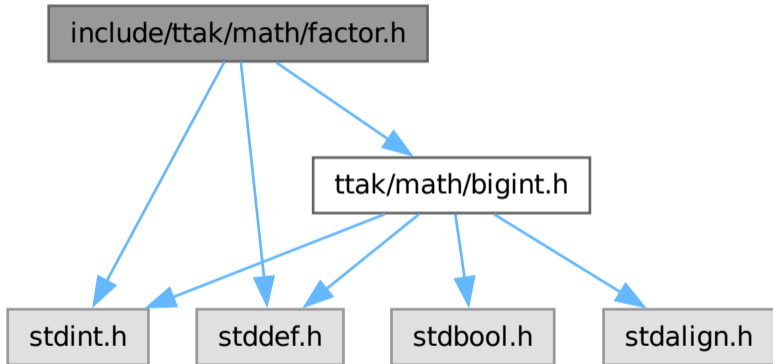 include/ttak/math/factor.h
ttak/math/bigint.h
stdint.h
stddef.h
stdbool.h
stdalign.h